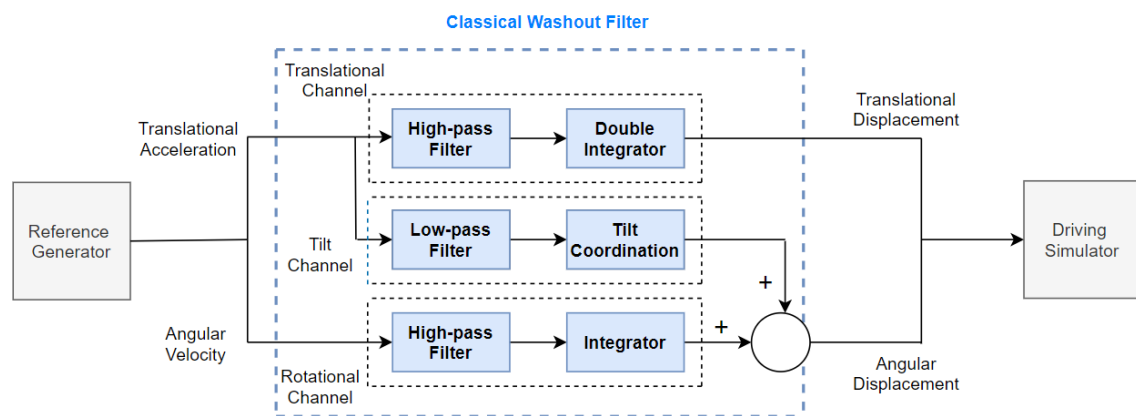 Classical Washout Filter
Translational
Channel
Translational
Acceleration
High-pass
Filter
Double
Integrator
Translational
Displacement
Reference
Generator
Tilt
Channel
Low-pass
Filter
Tilt
Coordination
Driving
Simulator
+
+
Angular
Velocity
High-pass
Filter
Integrator
Rotational
Channel
Angular
Displacement